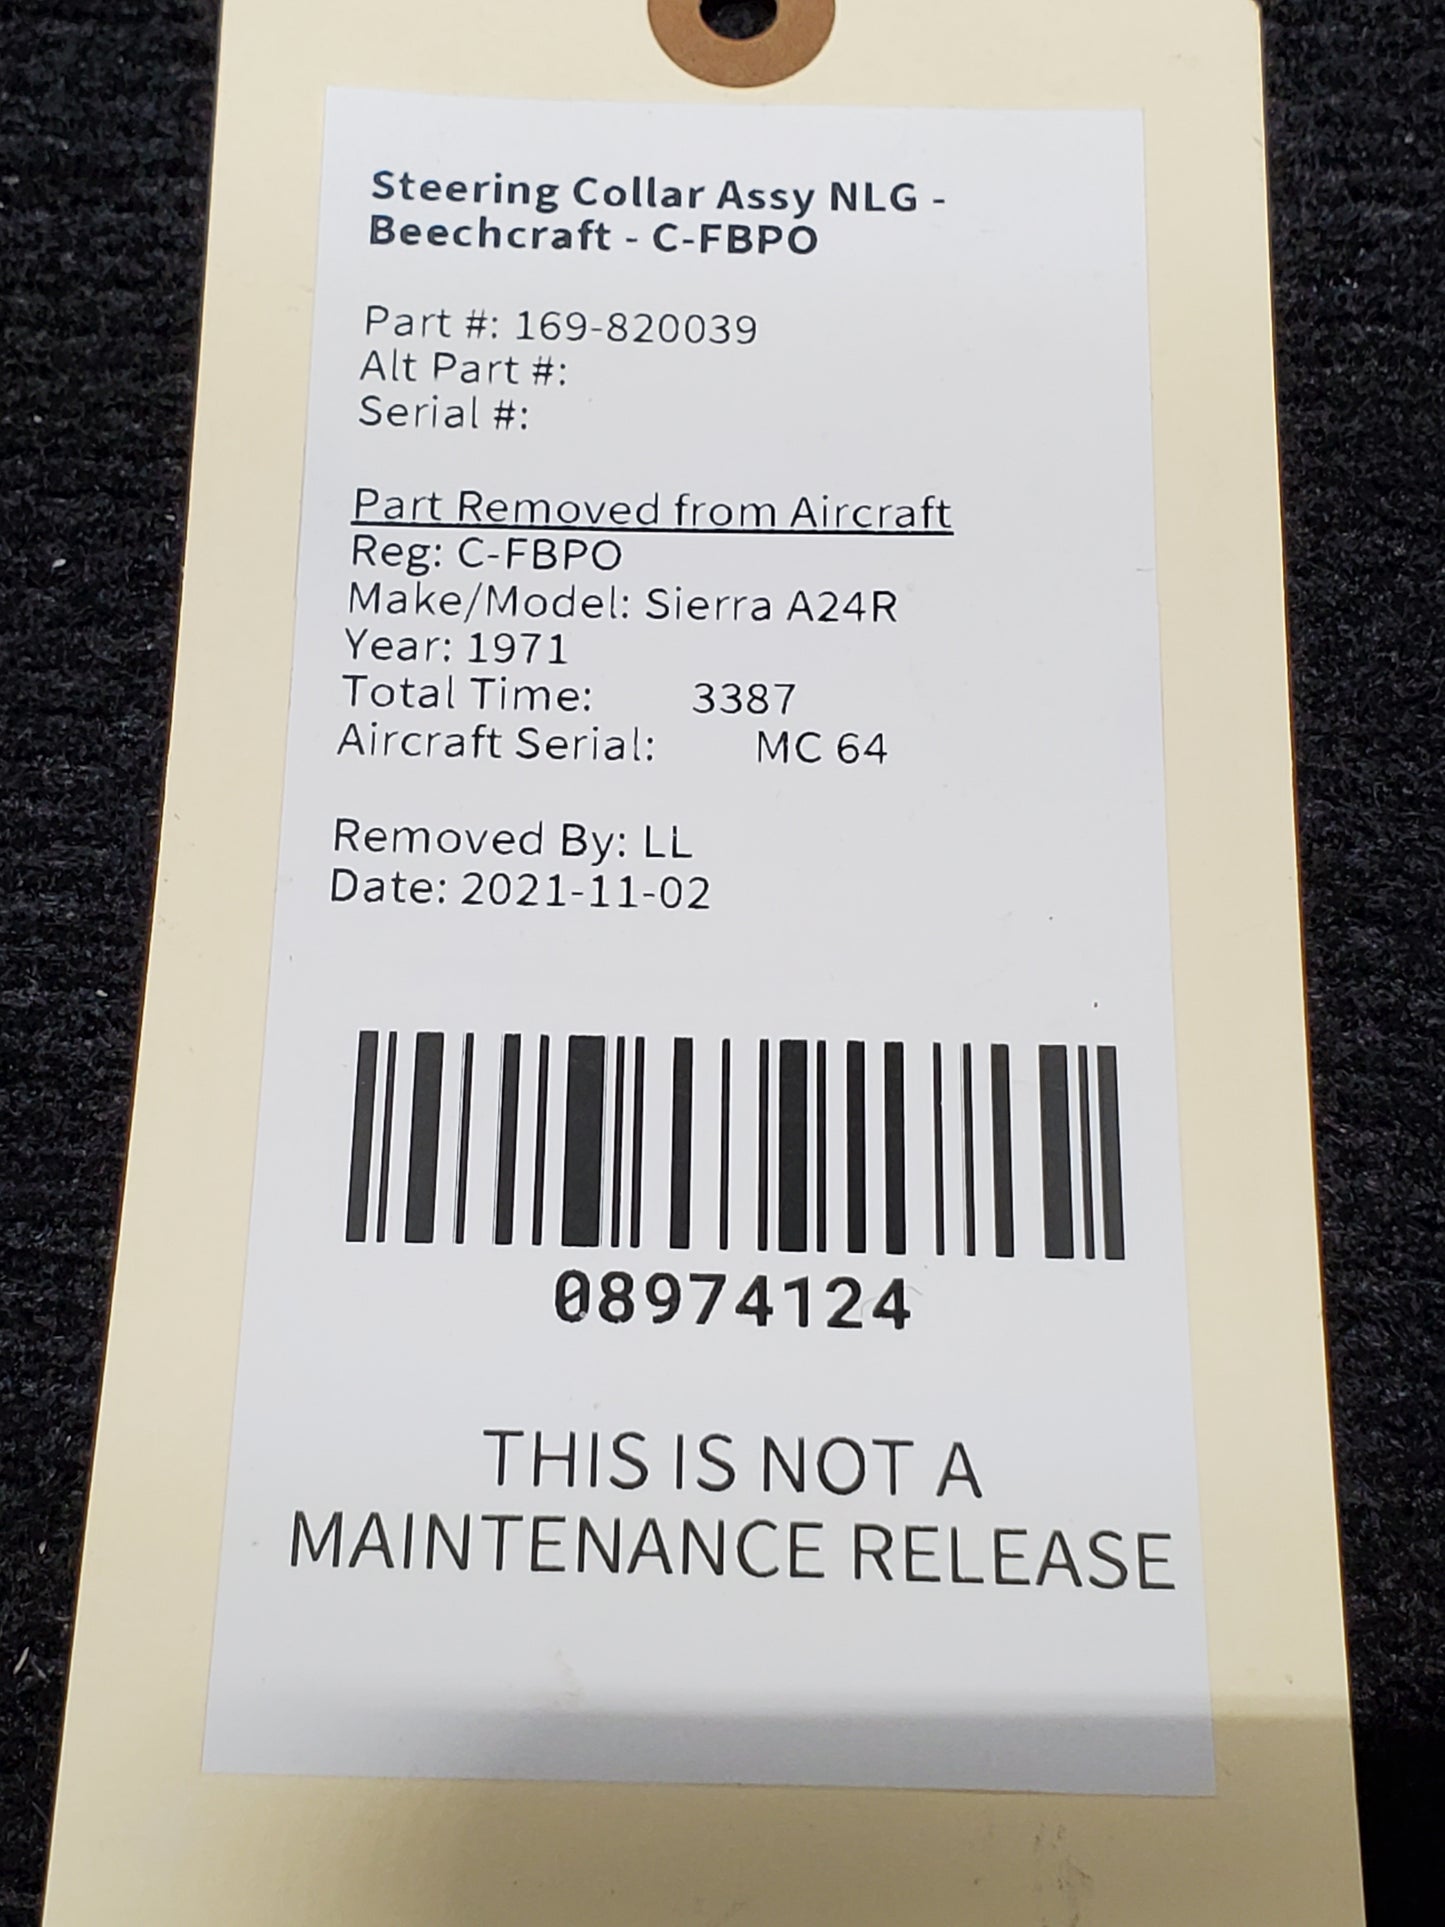 Steering Collar Assy NLG -
Beechcraft - C-FBPO
Part #: 169-820039
Alt Part #:
Serial #:
Part Removed from Aircraft
Reg: C-FBPO
Make/Model: Sierra A24R
Year: 1971
Total Time: 3387
Aircraft Serial: MC 64
Removed By: LL
Date: 2021-11-02
08974124
THIS IS NOT A
MAINTENANCE RELEASE